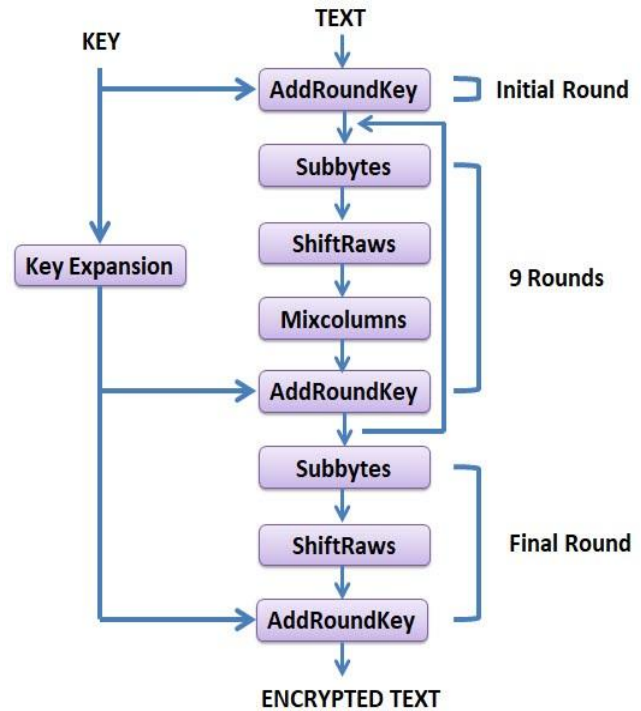 TEXT
KEY
AddRoundKey
Initial Round
Subbytes
ShiftRaws
Key Expansion
9 Rounds
Mixcolumns
AddRoundKey
Subbytes
ShiftRaws
Final Round
AddRoundKey
ENCRYPTED TEXT